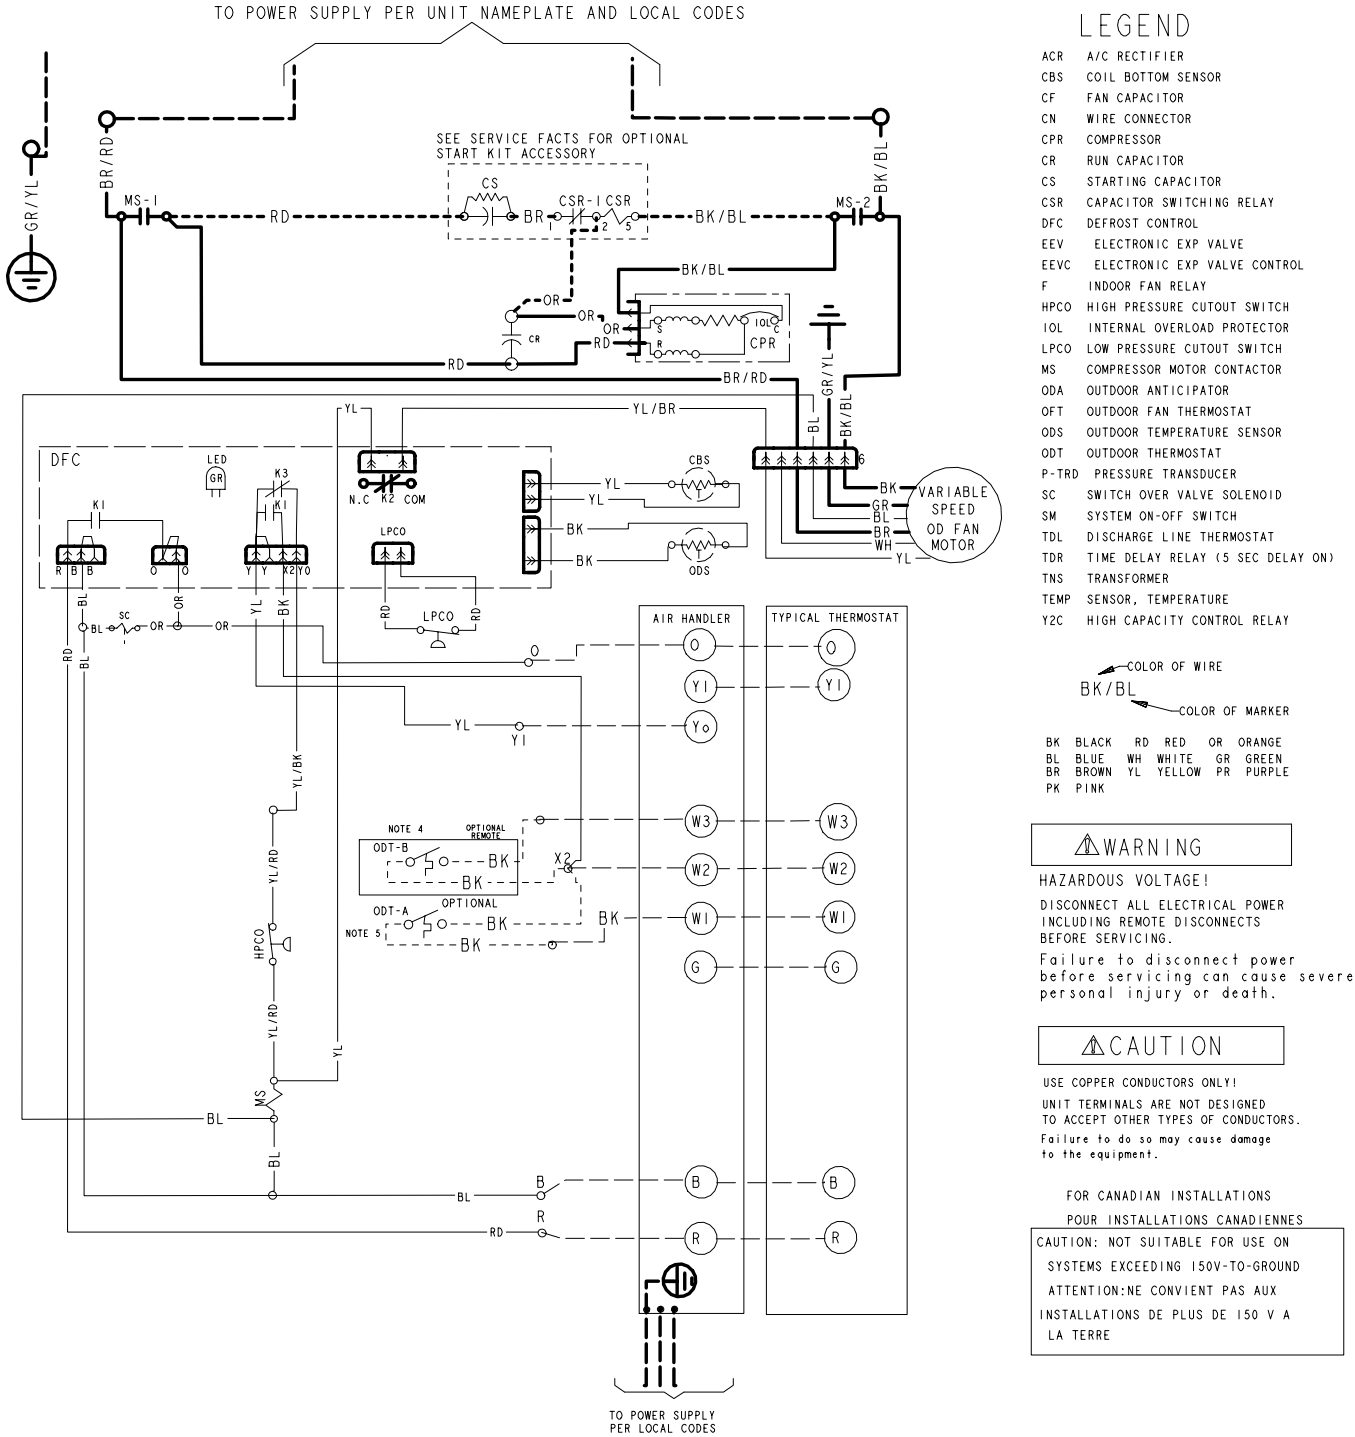 TO POWER SUPPLY PER UNIT NAMEPLATE AND LOCAL CODES
SEE SERVICE FACTS FOR OPTIONAL
START KIT ACCESSORY
GR/YL
BR/RD
BK/BL
MS-1
RD
CS
BR
CSR-1 CSR
1 2 5
BK/BL
MS-2
BK/BL
OR
OR
OR
RD
CR
RD
S
R
IOL
C
CPR
BR/RD
GR/YL
BL
BK/BL
YL
YL/BR
6
DFC
LED
GR
K3
K1
K1
N.C
K2
COM
LPCO
R B B
O O
Y Y X2 YO
YL
YL
CBS
BK
BK
ODS
BK
GR
BL
BR
WH
YL
VARIABLE
SPEED
OD FAN
MOTOR
BL
OR
YL
BK
RD
RD
LPCO
SC
BL
OR
OR
RD
BL
O
YL
Y1
YL/BK
YL/RD
HPCO
YL/RD
YL
MS
BL
BL
NOTE 4
OPTIONAL
REMOTE
ODT-B
BK
BK
X2
ODT-A
OPTIONAL
BK
NOTE 5
BK
BK
B
BL
R
RD
AIR HANDLER
TYPICAL THERMOSTAT
O O
Y1 Y1
Yo
W3 W3
W2 W2
W1 W1
G G
B B
R R
TO POWER SUPPLY
PER LOCAL CODES
LEGEND
ACR A/C RECTIFIER
CBS COIL BOTTOM SENSOR
CF FAN CAPACITOR
CN WIRE CONNECTOR
CPR COMPRESSOR
CR RUN CAPACITOR
CS STARTING CAPACITOR
CSR CAPACITOR SWITCHING RELAY
DFC DEFROST CONTROL
EEV ELECTRONIC EXP VALVE
EEVC ELECTRONIC EXP VALVE CONTROL
F INDOOR FAN RELAY
HPCO HIGH PRESSURE CUTOUT SWITCH
IOL INTERNAL OVERLOAD PROTECTOR
LPCO LOW PRESSURE CUTOUT SWITCH
MS COMPRESSOR MOTOR CONTACTOR
ODA OUTDOOR ANTICIPATOR
OFT OUTDOOR FAN THERMOSTAT
ODS OUTDOOR TEMPERATURE SENSOR
ODT OUTDOOR THERMOSTAT
P-TRD PRESSURE TRANSDUCER
SC SWITCH OVER VALVE SOLENOID
SM SYSTEM ON-OFF SWITCH
TDL DISCHARGE LINE THERMOSTAT
TDR TIME DELAY RELAY (5 SEC DELAY ON)
TNS TRANSFORMER
TEMP SENSOR, TEMPERATURE
Y2C HIGH CAPACITY CONTROL RELAY
COLOR OF WIRE
BK/BL
COLOR OF MARKER
BK BLACK RD RED OR ORANGE
BL BLUE WH WHITE GR GREEN
BR BROWN YL YELLOW PR PURPLE
PK PINK
WARNING
HAZARDOUS VOLTAGE!
DISCONNECT ALL ELECTRICAL POWER
INCLUDING REMOTE DISCONNECTS
BEFORE SERVICING.
Failure to disconnect power
before servicing can cause severe
personal injury or death.
CAUTION
USE COPPER CONDUCTORS ONLY!
UNIT TERMINALS ARE NOT DESIGNED
TO ACCEPT OTHER TYPES OF CONDUCTORS.
Failure to do so may cause damage
to the equipment.
FOR CANADIAN INSTALLATIONS
POUR INSTALLATIONS CANADIENNES
CAUTION: NOT SUITABLE FOR USE ON
SYSTEMS EXCEEDING 150V-TO-GROUND
ATTENTION:NE CONVIENT PAS AUX
INSTALLATIONS DE PLUS DE 150 V A
LA TERRE